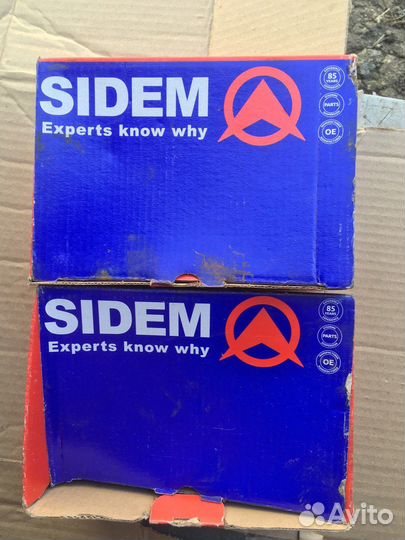 SIDEM
Experts know why
85
YEARS
PARTS
OE
SIDEM
Experts know why
85
YEARS
PARTS
OE
Avito